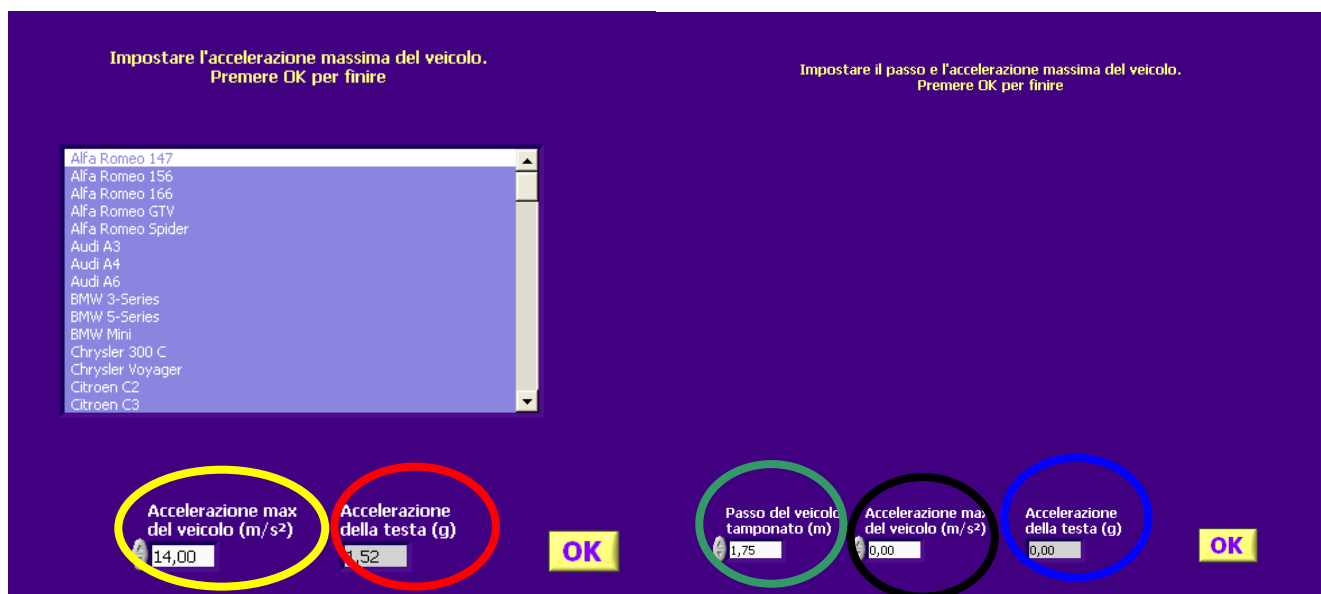 Impostare l'accelerazione massima del veicolo.
Premere OK per finire
Alfa Romeo 147
Alfa Romeo 156
Alfa Romeo 166
Alfa Romeo GTV
Alfa Romeo Spider
Audi A3
Audi A4
Audi A6
BMW 3-Series
BMW 5-Series
BMW Mini
Chrysler 300 C
Chrysler Voyager
Citroen C2
Citroen C3
Accelerazione max
del veicolo (m/s²)
14,00
Accelerazione
della testa (g)
1,52
OK
Impostare il passo e l'accelerazione massima del veicolo.
Premere OK per finire
Passo del veicolo
tamponato (m)
1,75
Accelerazione max
del veicolo (m/s²)
0,00
Accelerazione
della testa (g)
0,00
OK